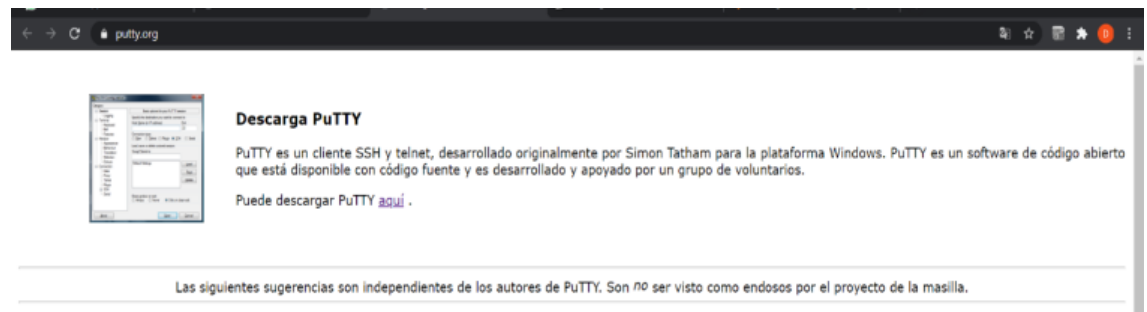 putty.org
D
Descarga PuTTY
PuTTY es un cliente SSH y telnet, desarrollado originalmente por Simon Tatham para la plataforma Windows. PuTTY es un software de código abierto
que está disponible con código fuente y es desarrollado y apoyado por un grupo de voluntarios.
Puede descargar PuTTY aquí .
Las siguientes sugerencias son independientes de los autores de PuTTY. Son no ser visto como endosos por el proyecto de la masilla.